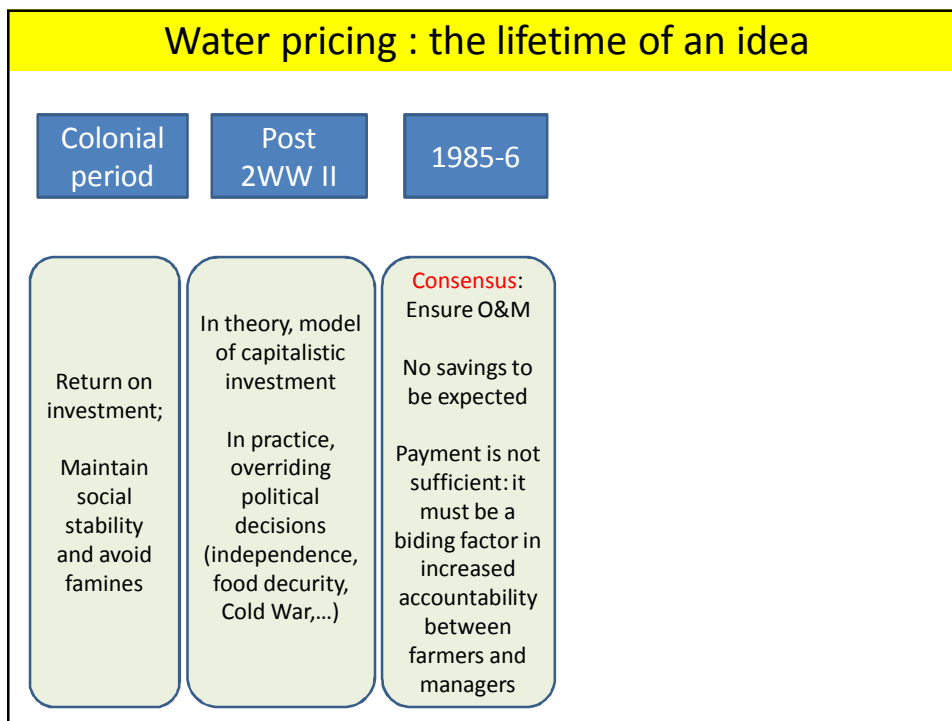 Water pricing : the lifetime of an idea
Colonial
period
Post
2WW II
1985-6
Return on
investment;
Maintain
social
stability
and avoid
famines
In theory, model
of capitalistic
investment
In practice,
overriding
political
decisions
(independence,
food decurity,
Cold War,...)
Consensus:
Ensure O&M
No savings to
be expected
Payment is not
sufficient: it
must be a
biding factor in
increased
accountability
between
farmers and
managers